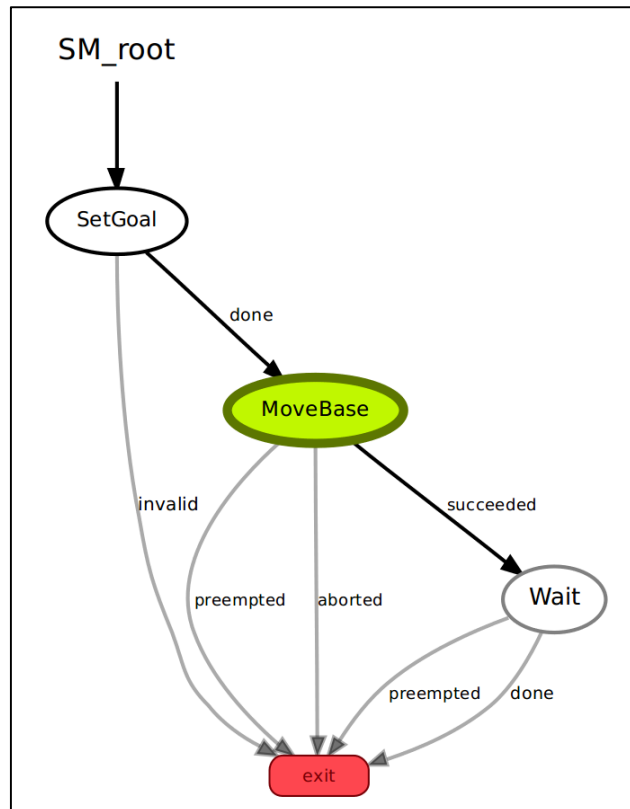 SM_root
SetGoal
done
MoveBase
invalid
succeeded
preempted
aborted
Wait
preempted
done
exit